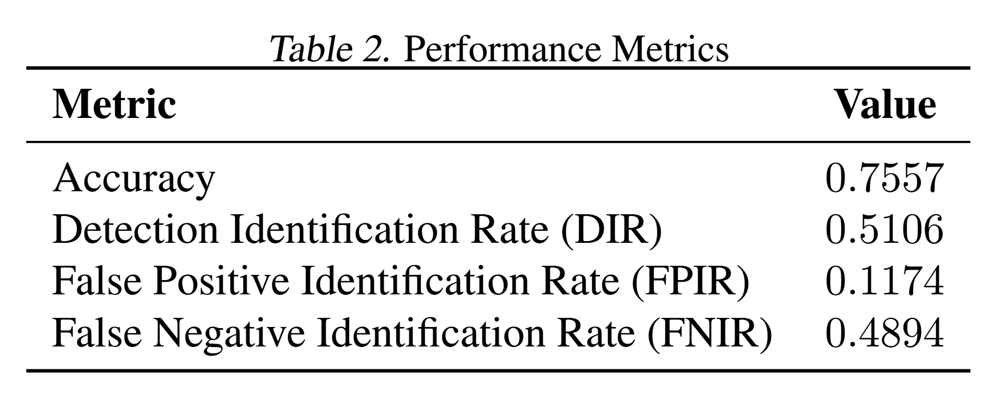 Table 2. Performance Metrics
Metric Value
Accuracy 0.7557
Detection Identification Rate (DIR) 0.5106
False Positive Identification Rate (FPIR) 0.1174
False Negative Identification Rate (FNIR) 0.4894